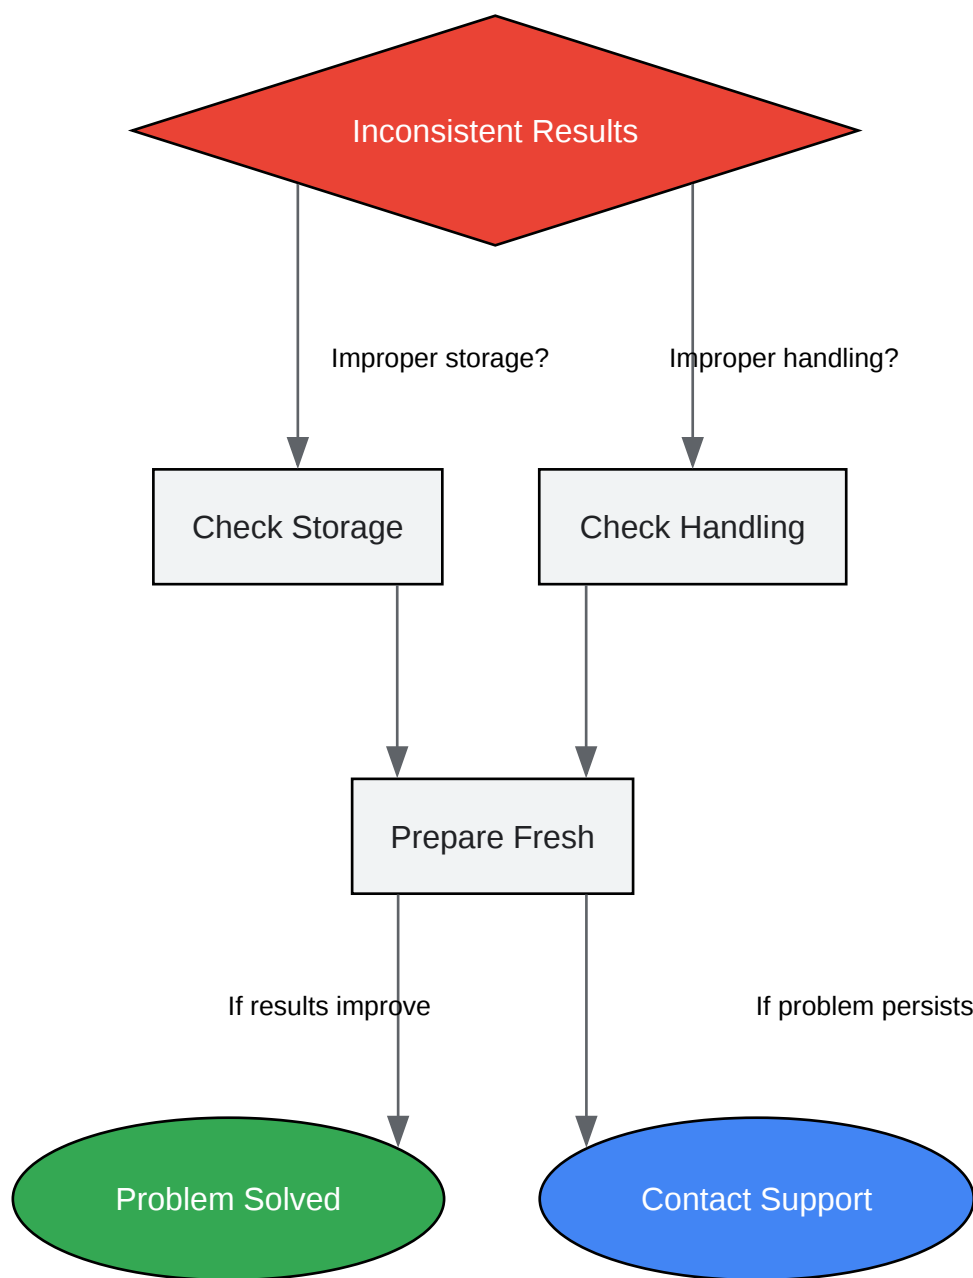 Inconsistent Results
Improper storage?
Improper handling?
Check Storage
Check Handling
Prepare Fresh
If results improve
If problem persists
Problem Solved
Contact Support